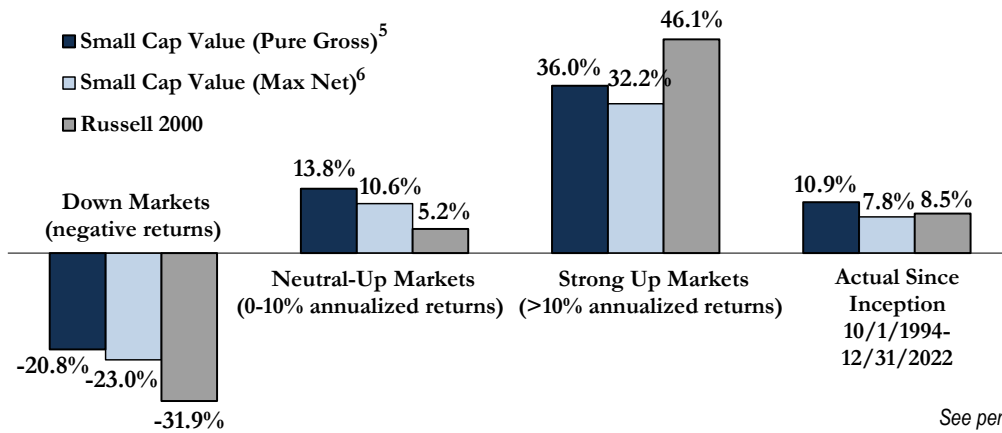 Small Cap Value (Pure Gross)5
Small Cap Value (Max Net)6
Russell 2000
Down Markets
(negative returns)
-20.8%
-23.0%
-31.9%
13.8%
10.6%
5.2%
Neutral-Up Markets
(0-10% annualized returns)
36.0%
32.2%
46.1%
Strong Up Markets
(>10% annualized returns)
10.9%
7.8%
8.5%
Actual Since
Inception
10/1/1994-
12/31/2022
See per